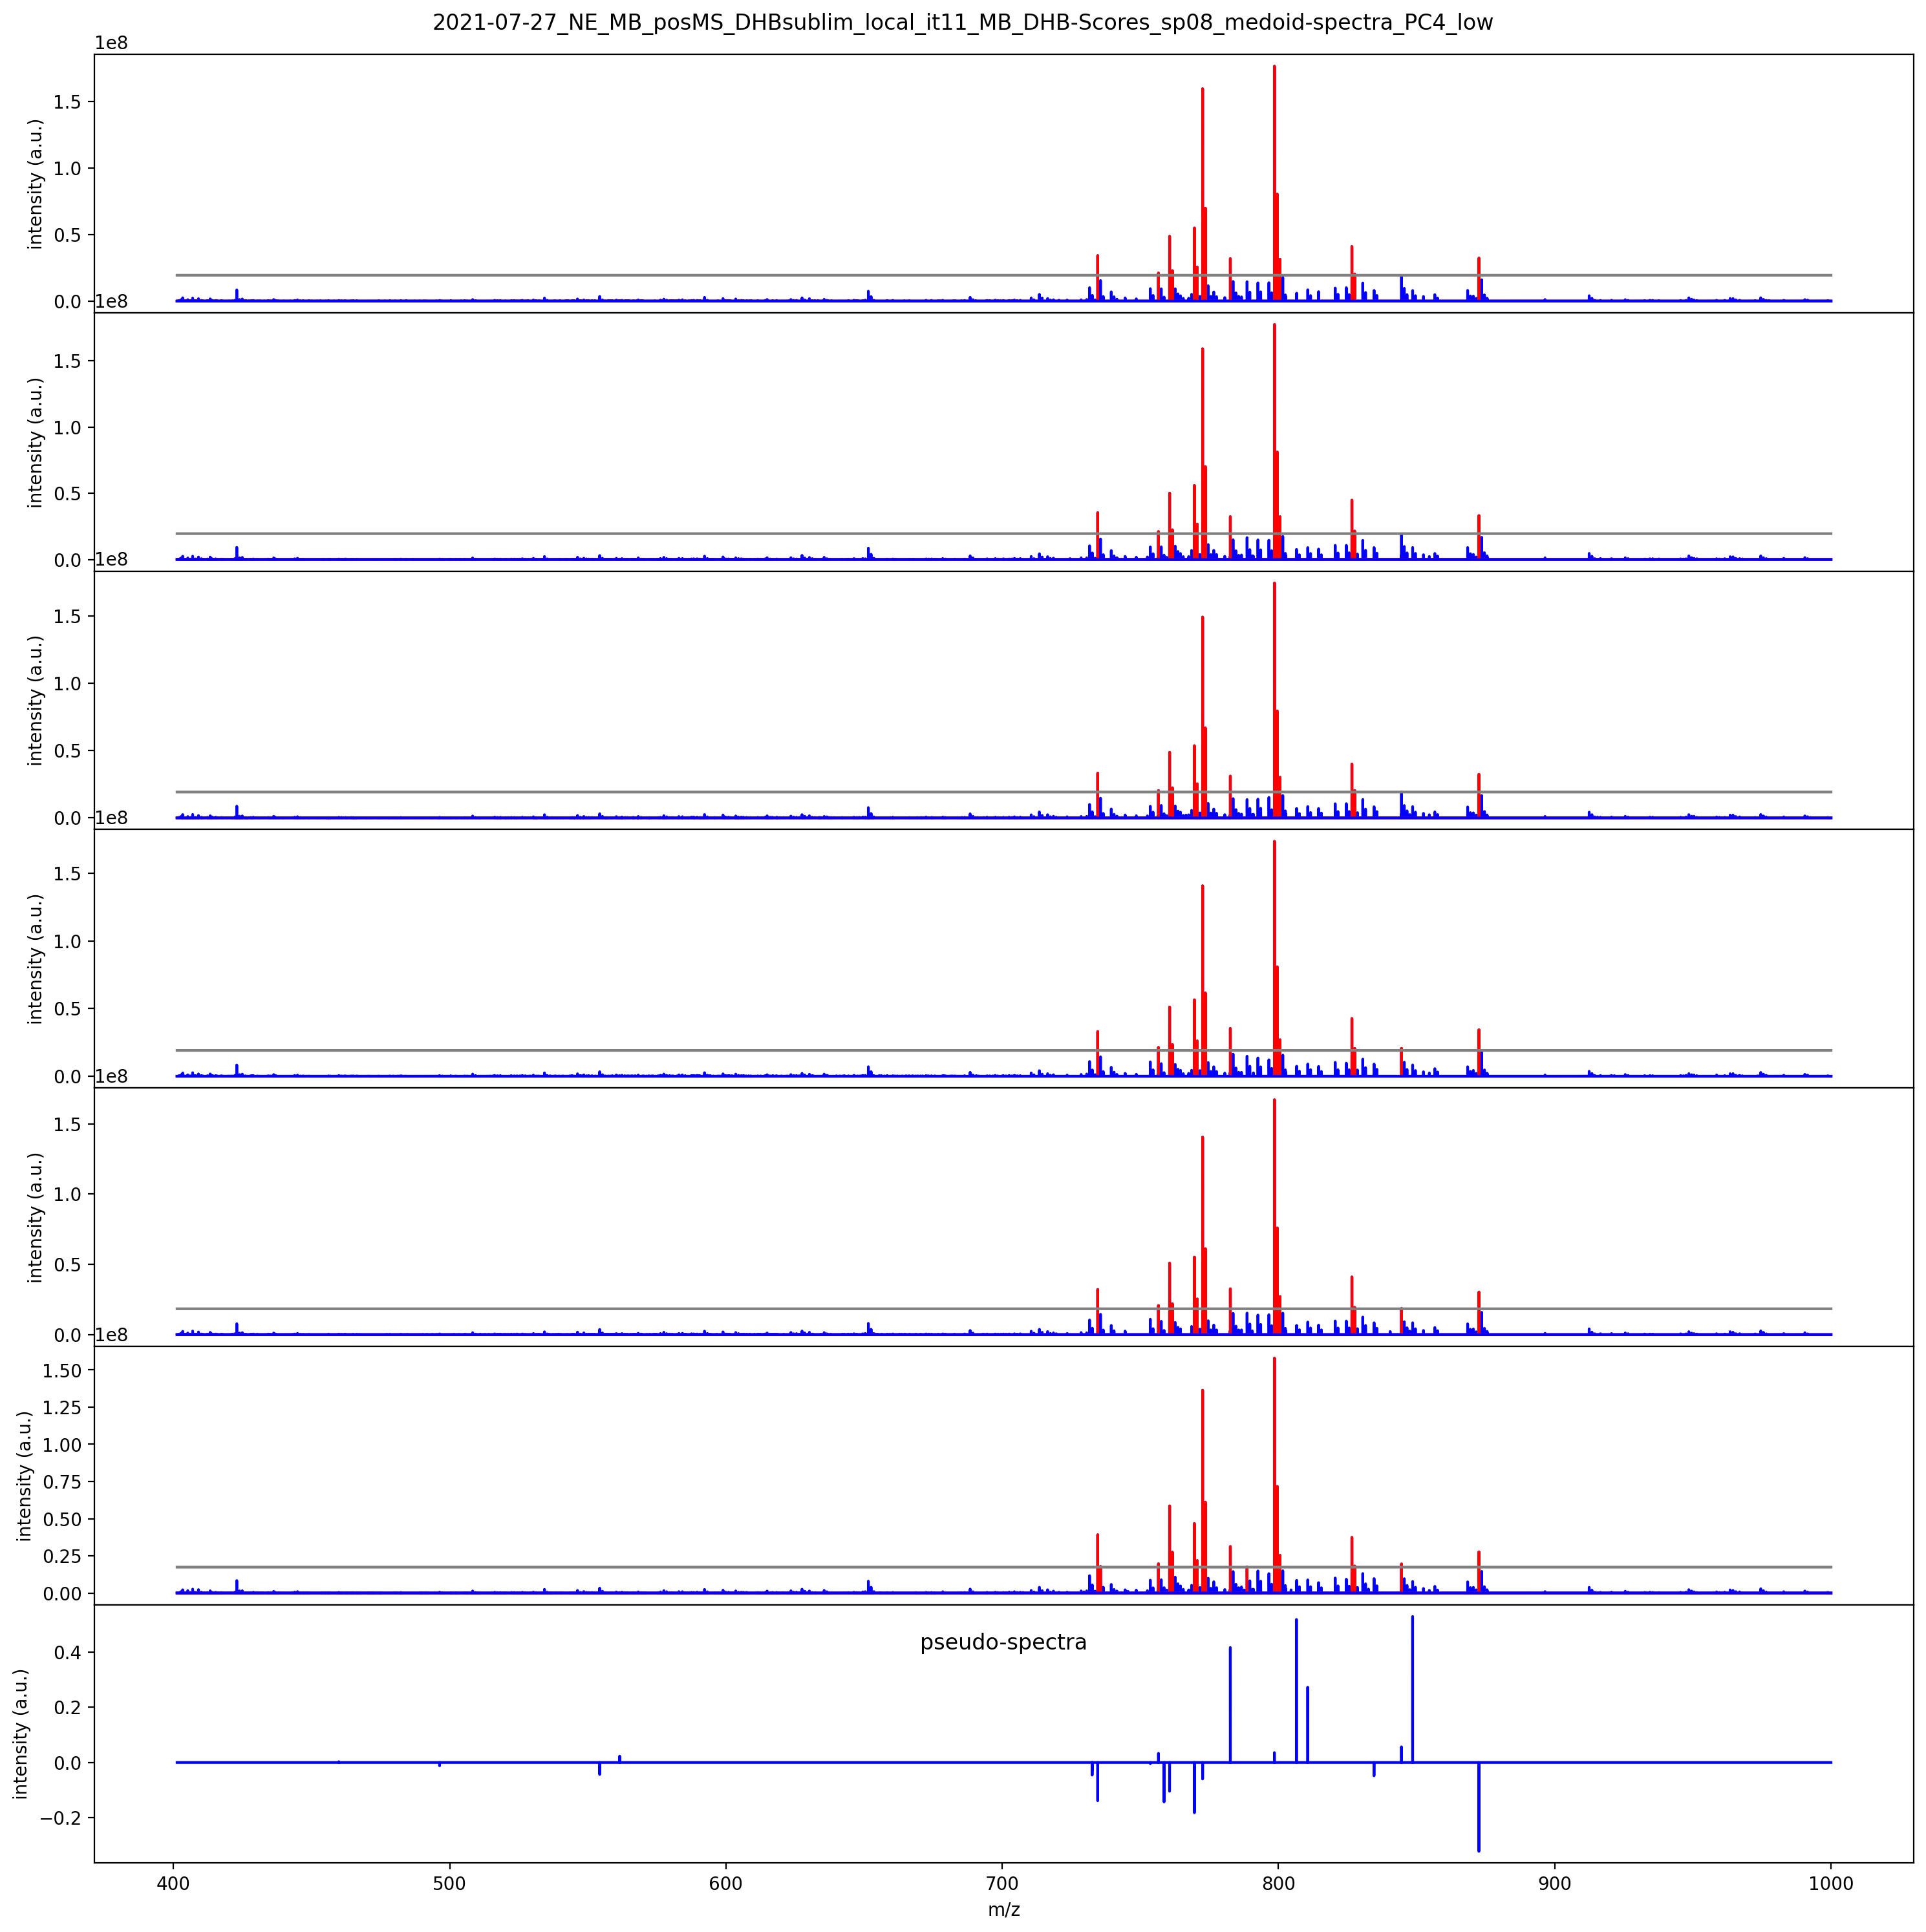 2021-07-27_NE_MB_posMS_DHBsublim_local_it11_MB_DHB-Scores_sp08_medoid-spectra_PC4_low
1e8
1.5
1.0
0.5
0.0
intensity (a.u.)
1e8
1.5
1.0
0.5
0.0
intensity (a.u.)
1e8
1.5
1.0
0.5
0.0
intensity (a.u.)
1e8
1.5
1.0
0.5
0.0
intensity (a.u.)
1e8
1.5
1.0
0.5
0.0
intensity (a.u.)
1e8
1.50
1.25
1.00
0.75
0.50
0.25
0.00
intensity (a.u.)
pseudo-spectra
0.4
0.2
0.0
−0.2
intensity (a.u.)
400 500 600 700 800 900 1000
m/z